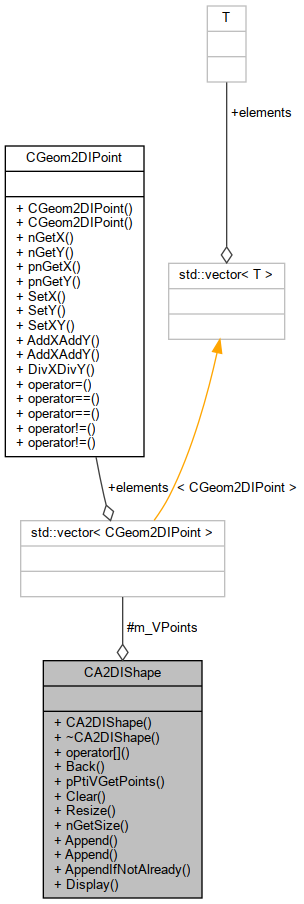 T
+elements
CGeom2DIPoint
+ CGeom2DIPoint()
+ CGeom2DIPoint()
+ nGetX()
+ nGetY()
+ pnGetX()
+ pnGetY()
+ SetX()
+ SetY()
+ SetXY()
+ AddXAddY()
+ AddXAddY()
+ DivXDivY()
+ operator=()
+ operator==()
+ operator==()
+ operator!=()
+ operator!=()
std::vector< T >
+elements
< CGeom2DIPoint >
std::vector< CGeom2DIPoint >
#m_VPoints
CA2DIShape
+ CA2DIShape()
+ ~CA2DIShape()
+ operator[]()
+ Back()
+ pPtiVGetPoints()
+ Clear()
+ Resize()
+ nGetSize()
+ Append()
+ Append()
+ AppendIfNotAlready()
+ Display()